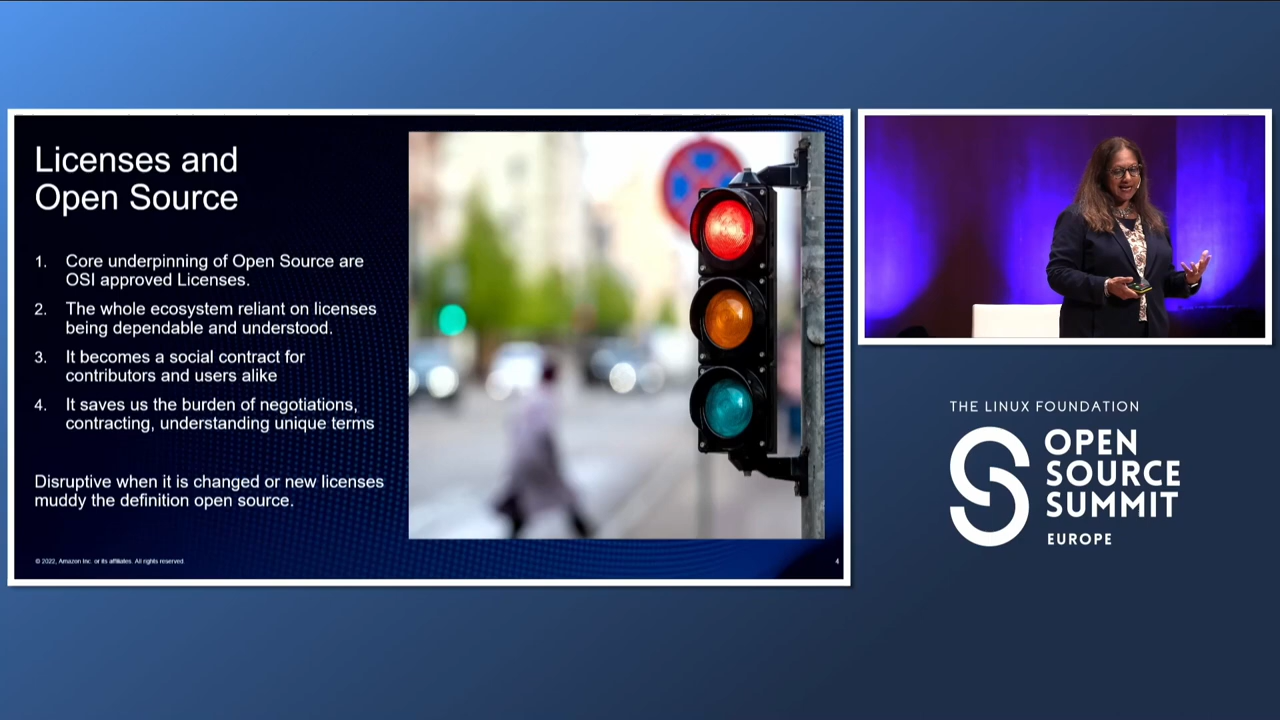 Licenses and
Open Source
1. Core underpinning of Open Source are
OSI approved Licenses.
2. The whole ecosystem reliant on licenses
being dependable and understood.
3. It becomes a social contract for
contributors and users alike
4. It saves us the burden of negotiations,
contracting, understanding unique terms
Disruptive when it is changed or new licenses
muddy the definition open source.
© 2022, Amazon Inc. or its affiliates. All rights reserved.
4
THE LINUX FOUNDATION
OPEN
SOURCE
SUMMIT
EUROPE